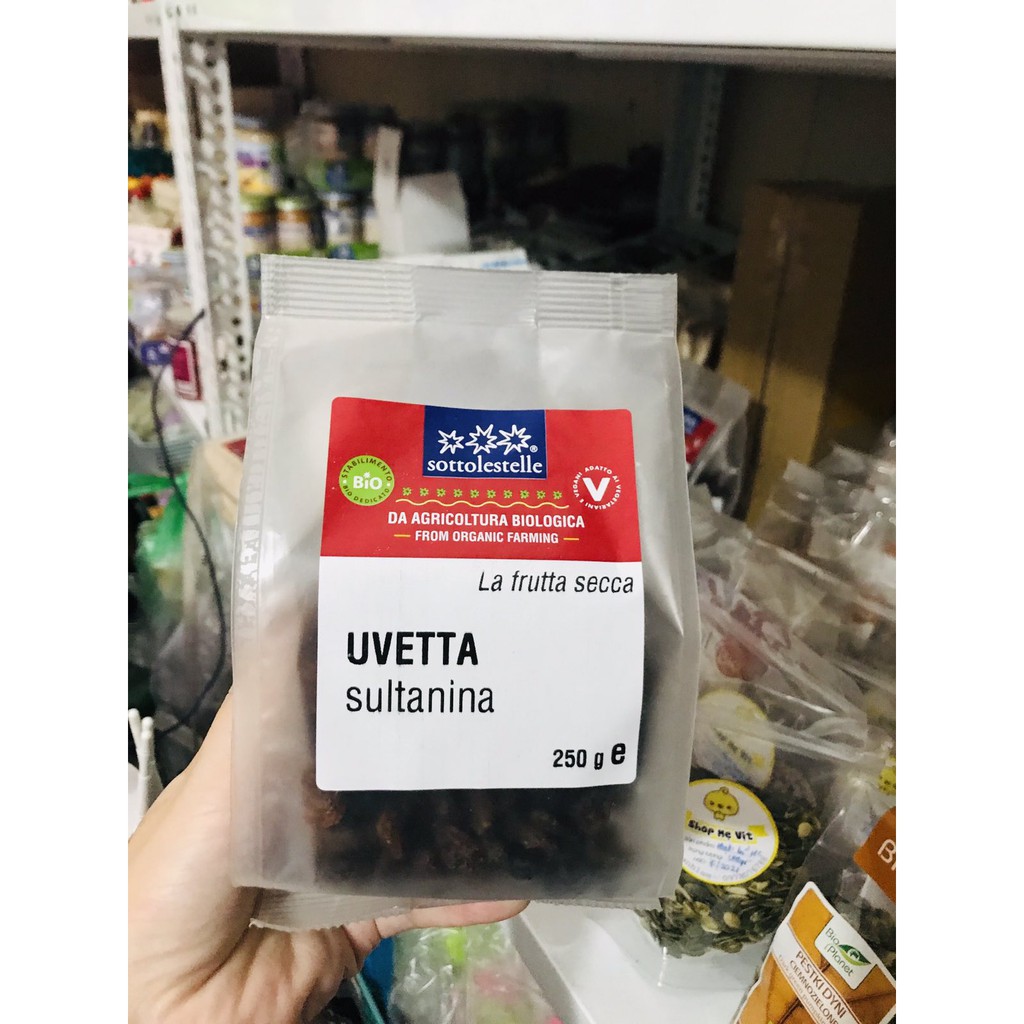 sottolestelle
STABILIMENTO
BIO
BIO DEDICATO
V
ADATTO AI VEGETARIANI E VEGANI
DA AGRICOLTURA BIOLOGICA
FROM ORGANIC FARMING
La frutta secca
UVETTA
sultanina
250 g e
Shop Mẹ Vịt
Bio
Planet
PESTKI DYNI